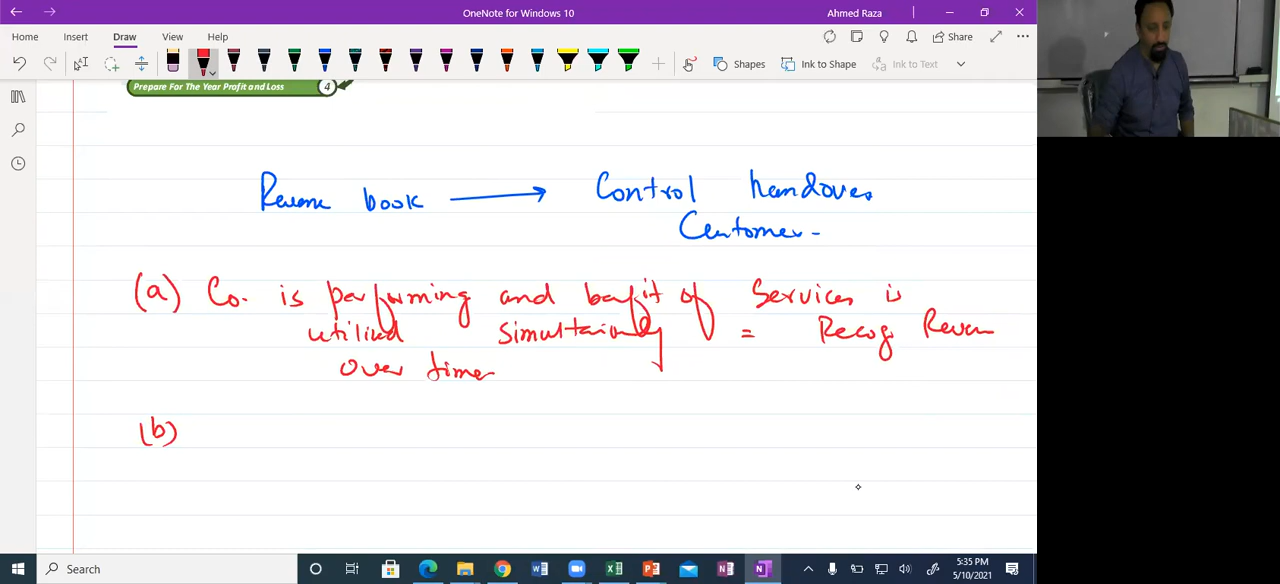 OneNote for Windows 10
Ahmed Raza
Home Insert Draw View Help
Share
Shapes Ink to Shape Ink to Text
Prepare For The Year Profit and Loss 4
Revenue book → Control handover
Customer -
(a) Co. is performing and benefit of Services is
utilized simultaneously = Recog Revenue
over time
(b)
Search
5:35 PM
5/10/2021